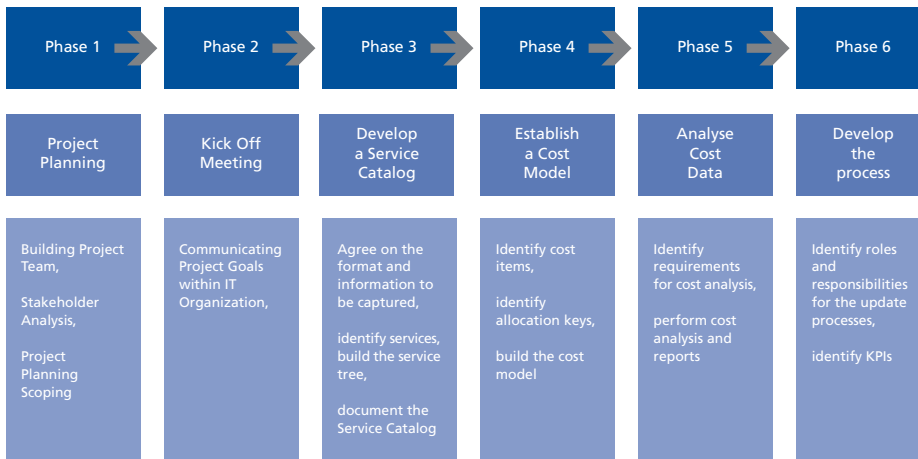 Phase 1
Phase 2
Phase 3
Phase 4
Phase 5
Phase 6
Project
Planning
Kick Off
Meeting
Develop
a Service
Catalog
Establish
a Cost
Model
Analyse
Cost
Data
Develop
the
process
Building Project
Team,
Stakeholder
Analysis,
Project
Planning
Scoping
Communicating
Project Goals
within IT
Organization,
Agree on the
format and
information to
be captured,
identify services,
build the service
tree,
document the
Service Catalog
Identify cost
items,
identify
allocation keys,
build the cost
model
Identify
requirements
for cost analysis,
perform cost
analysis and
reports
Identify roles
and
responsibilities
for the update
processes,
identify KPIs